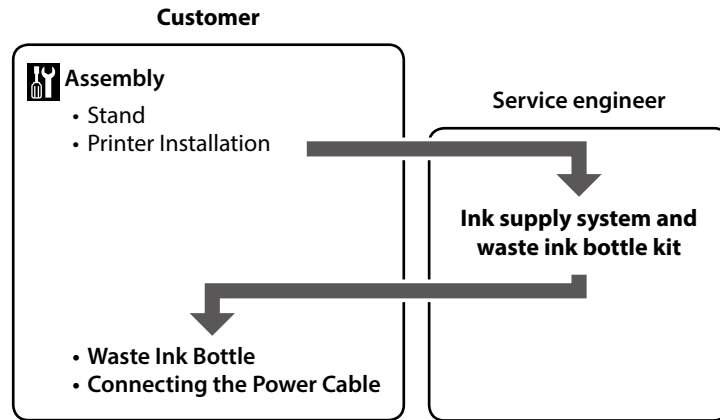 Customer
Assembly
• Stand
• Printer Installation
Service engineer
Ink supply system and
waste ink bottle kit
• Waste Ink Bottle
• Connecting the Power Cable